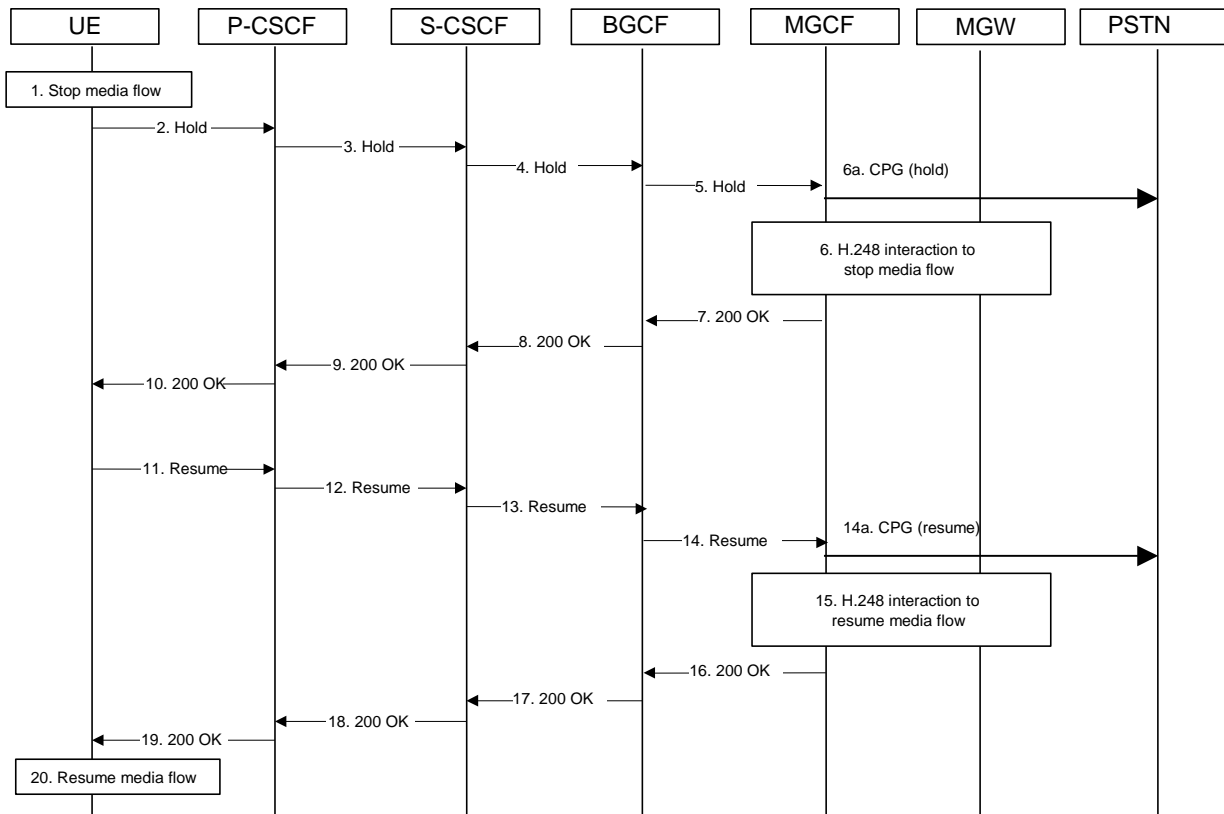 UE
P-CSCF
S-CSCF
BGCF
MGCF
MGW
PSTN
1. Stop media flow
2. Hold
3. Hold
4. Hold
5. Hold
6a. CPG (hold)
6. H.248 interaction to
stop media flow
7. 200 OK
8. 200 OK
9. 200 OK
10. 200 OK
11. Resume
12. Resume
13. Resume
14. Resume
14a. CPG (resume)
15. H.248 interaction to
resume media flow
16. 200 OK
17. 200 OK
18. 200 OK
19. 200 OK
20. Resume media flow